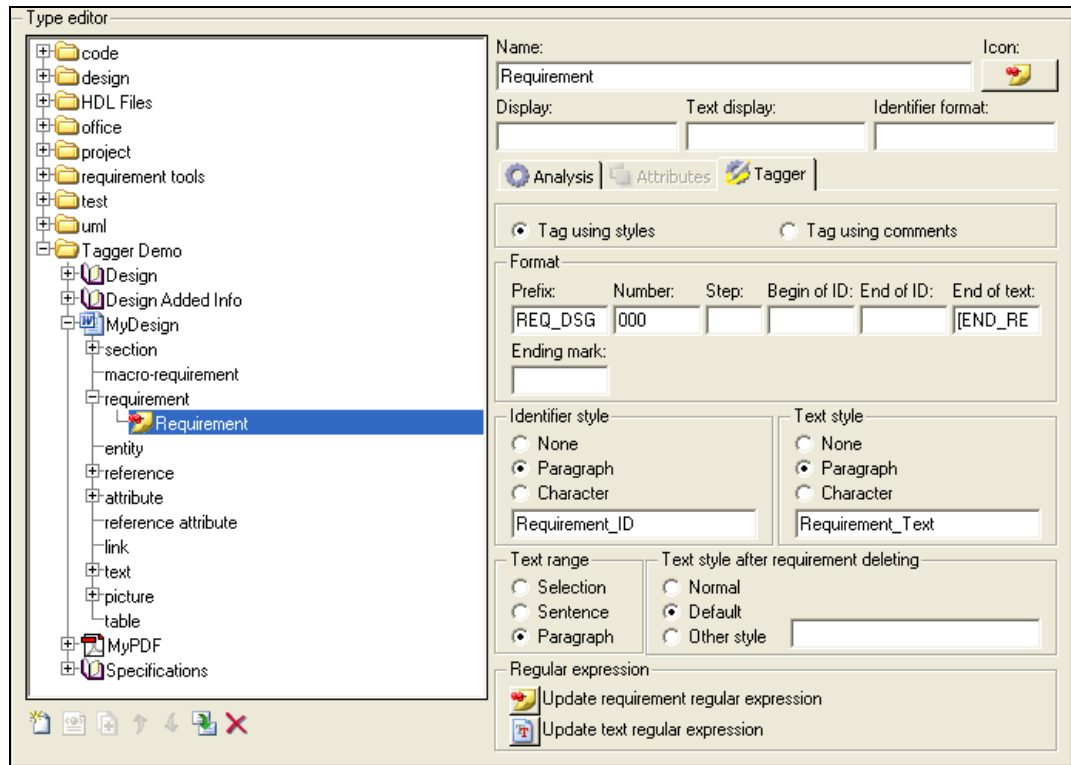 Type editor
code
design
HDL Files
office
project
requirement tools
test
uml
Tagger Demo
Design
Design Added Info
MyDesign
section
macro-requirement
requirement
Requirement
entity
reference
attribute
reference attribute
link
text
picture
table
MyPDF
Specifications
Name: Icon:
Requirement
Display: Text display: Identifier format:
Analysis Attributes Tagger
Tag using styles Tag using comments
Format
Prefix: Number: Step: Begin of ID: End of ID: End of text:
REQ_DSG 000 [END_RE
Ending mark:
Identifier style Text style
None None
Paragraph Paragraph
Character Character
Requirement_ID Requirement_Text
Text range Text style after requirement deleting
Selection Normal
Sentence Default
Paragraph Other style
Regular expression
Update requirement regular expression
Update text regular expression